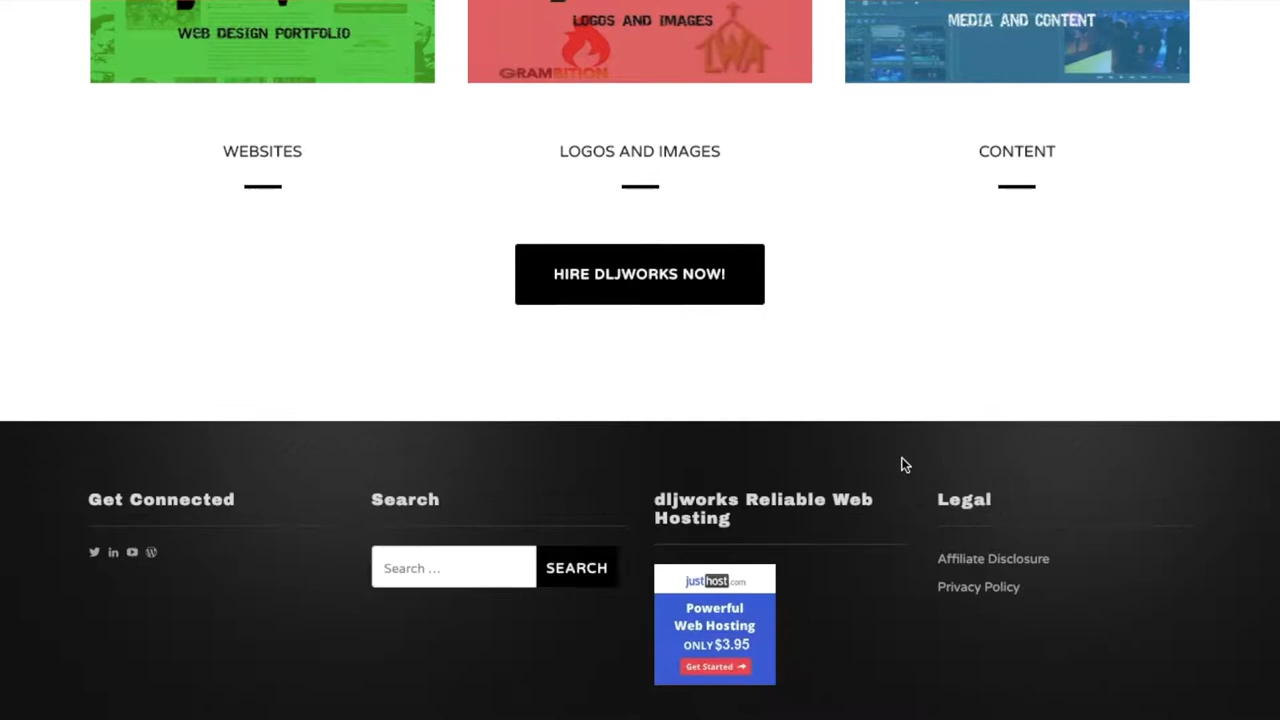 WEB DESIGN PORTFOLIO
LOGOS AND IMAGES
GRAMBITION
LWA
MEDIA AND CONTENT
WEBSITES
LOGOS AND IMAGES
CONTENT
HIRE DLJWORKS NOW!
Get Connected
Search
Search …
SEARCH
dljworks Reliable Web
Hosting
justhost.com
Powerful
Web Hosting
ONLY $3.95
Get Started
Legal
Affiliate Disclosure
Privacy Policy